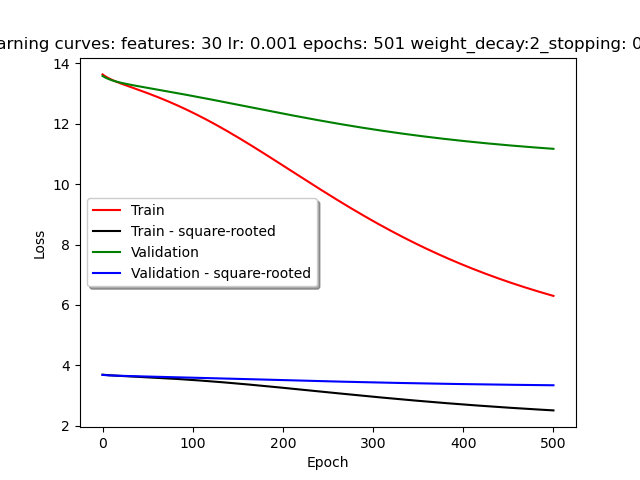 arning curves: features: 30 lr: 0.001 epochs: 501 weight_decay:2_stopping: 0
14
12
10
8
6
4
2
Loss
Train
Train - square-rooted
Validation
Validation - square-rooted
0 100 200 300 400 500
Epoch